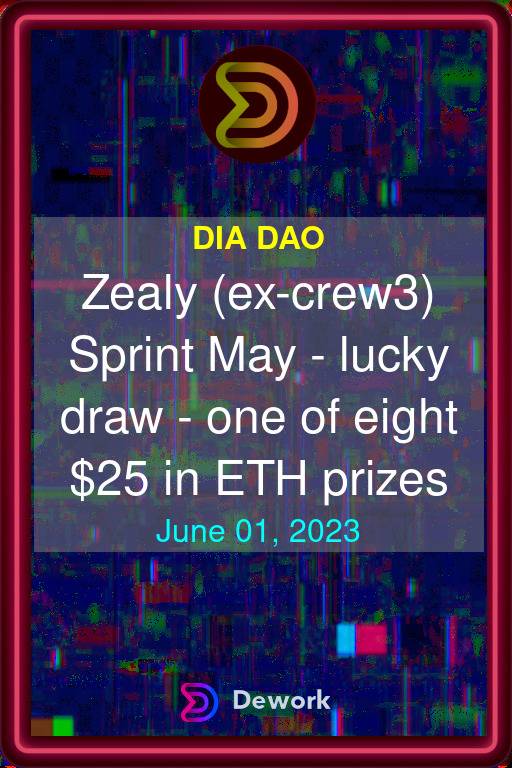 DIA DAO
Zealy (ex-crew3)
Sprint May - lucky
draw - one of eight
$25 in ETH prizes
June 01, 2023
Dework